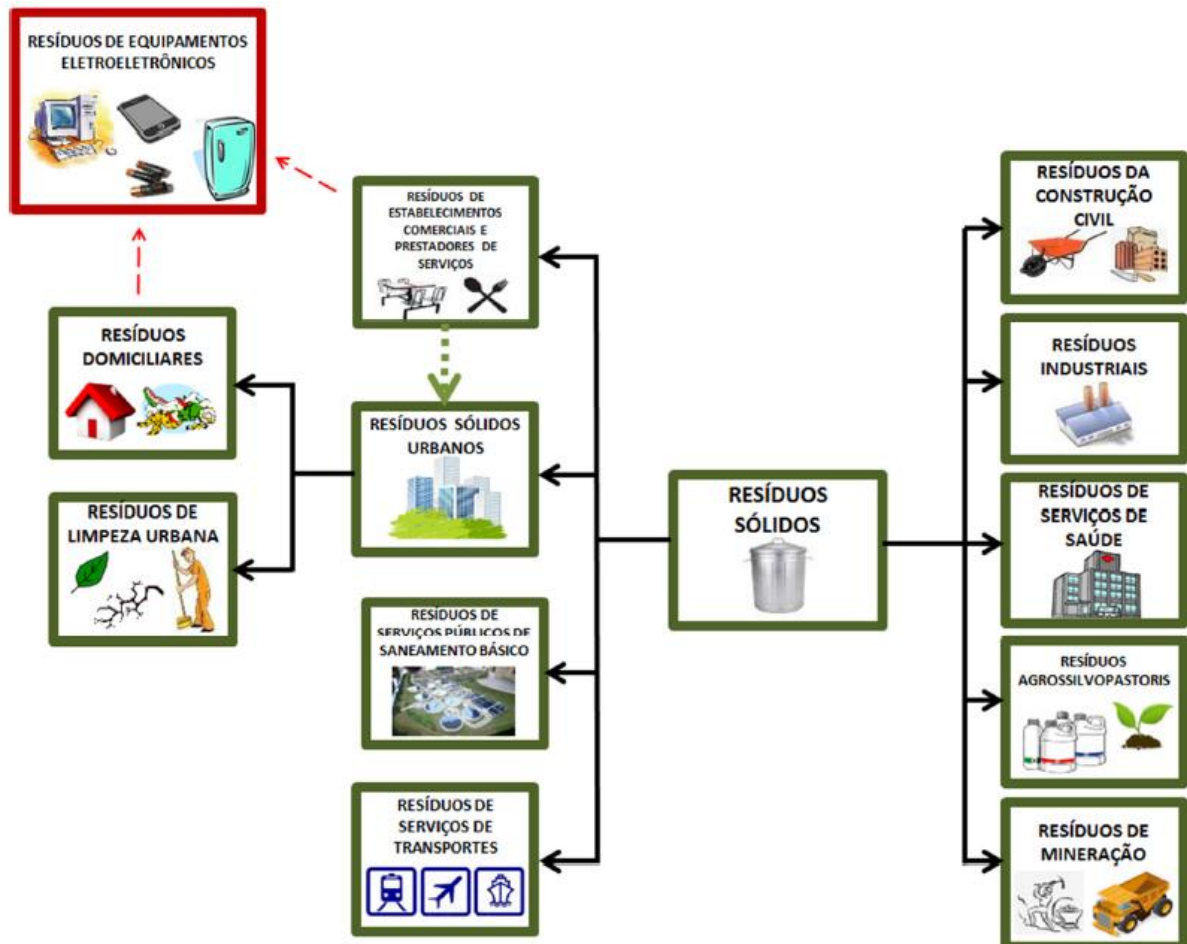 RESÍDUOS DE EQUIPAMENTOS
ELETROELETRÔNICOS
RESÍDUOS DE
ESTABELECIMENTOS
COMERCIAIS E
PRESTADORES DE
SERVIÇOS
RESÍDUOS
DOMICILIARES
RESÍDUOS SÓLIDOS
URBANOS
RESÍDUOS DE
LIMPEZA URBANA
RESÍDUOS DE
SERVIÇOS PÚBLICOS DE
SANEAMENTO BÁSICO
RESÍDUOS DE
SERVIÇOS DE
TRANSPORTES
RESÍDUOS
SÓLIDOS
RESÍDUOS DA
CONSTRUÇÃO
CIVIL
RESÍDUOS
INDUSTRIAIS
RESÍDUOS DE
SERVIÇOS DE
SAÚDE
RESÍDUOS
AGROSSILVOPASTORIS
RESÍDUOS DE
MINERAÇÃO